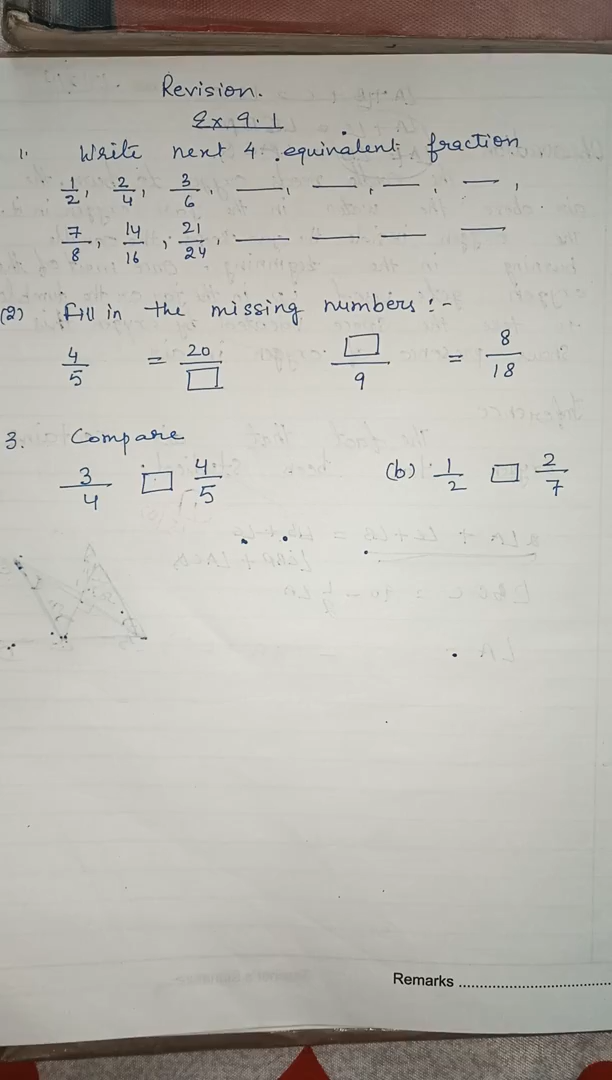 Revision.
Ex 9.1
1. Write next 4 equivalent fraction.
1/2, 2/4, 3/6 ___, ___, ___, ___,
7/8, 14/16, 21/24, ___ ___ ___ ___
(2) Fill in the missing numbers :-
4/5 = 20/□ □/9 = 8/18
3. Compare
3/4 □ 4/5 (b) 1/2 □ 2/7
Remarks ........................